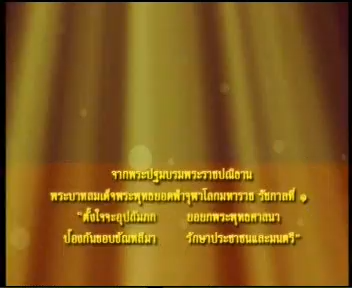 จากพระปฐมบรมพระราชปณิธาน
พระบาทสมเด็จพระพุทธยอดฟ้าจุฬาโลกมหาราช รัชกาลที่ ๑
“ตั้งใจจะอุปถัมภก ยอยกพระพุทธศาสนา
ป้องกันขอบขัณฑสีมา รักษาประชาชนและมนตรี”